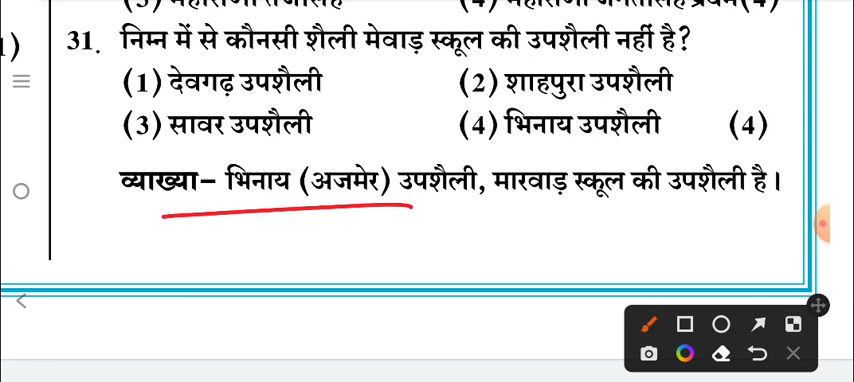 31. निम्न में से कौनसी शैली मेवाड़ स्कूल की उपशैली नहीं है?
(1) देवगढ़ उपशैली (2) शाहपुरा उपशैली
(3) सावर उपशैली (4) भिनाय उपशैली (4)
व्याख्या– भिनाय (अजमेर) उपशैली, मारवाड़ स्कूल की उपशैली है।